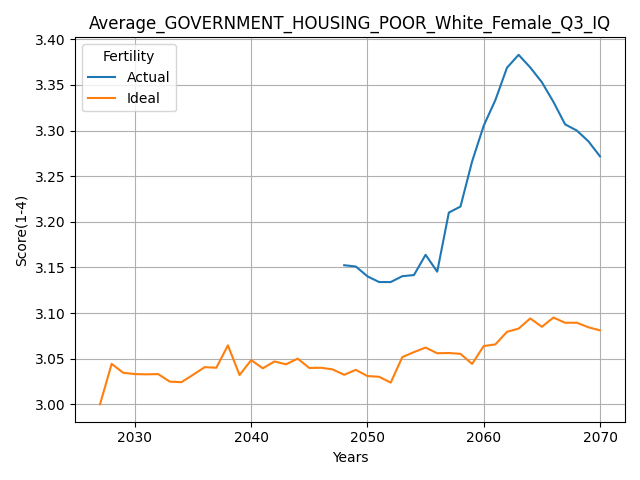 Average_GOVERNMENT_HOUSING_POOR_White_Female_Q3_IQ
Fertility
Actual
Ideal
Score(1-4)
3.40
3.35
3.30
3.25
3.20
3.15
3.10
3.05
3.00
2030 2040 2050 2060 2070
Years